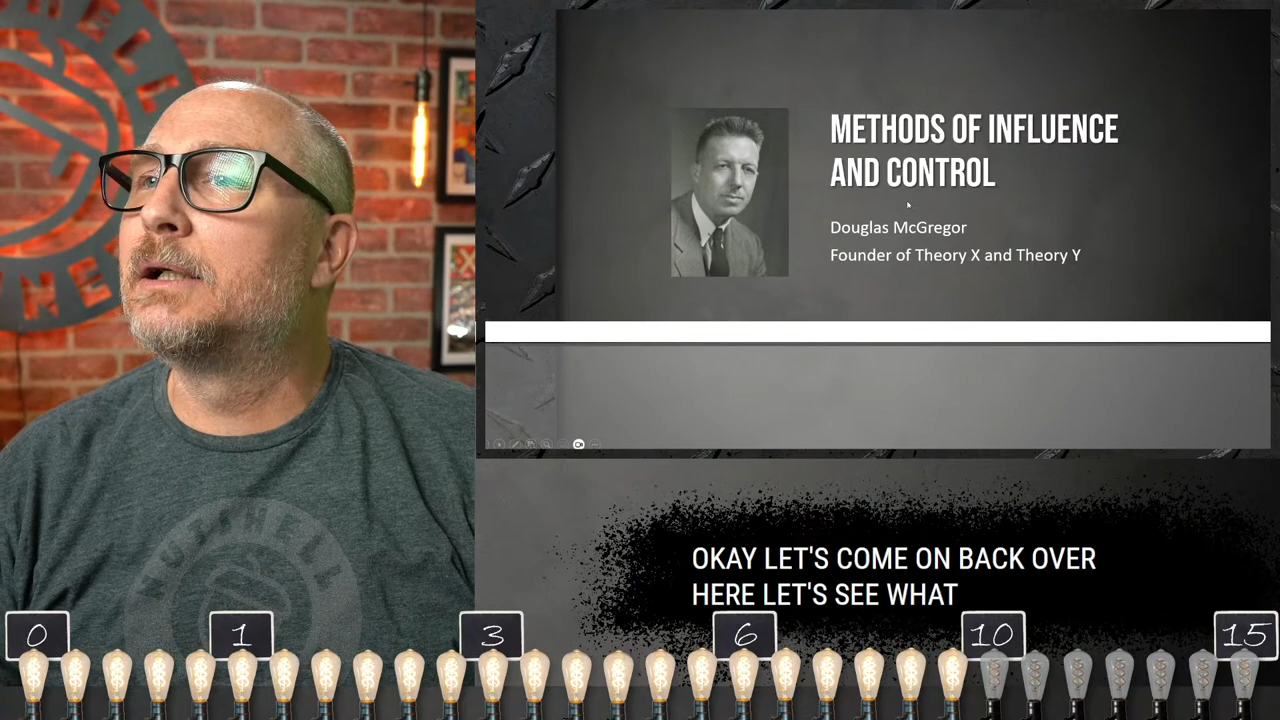 METHODS OF INFLUENCE
AND CONTROL
Douglas McGregor
Founder of Theory X and Theory Y
OKAY LET'S COME ON BACK OVER
HERE LET'S SEE WHAT
0 1 3 6 10 15